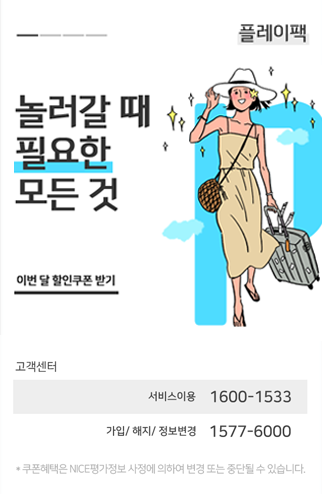 플레이팩
놀러갈 때
필요한
모든 것
이번 달 할인쿠폰 받기
고객센터
서비스이용 1600-1533
가입/ 해지/ 정보변경 1577-6000
* 쿠폰혜택은 NICE평가정보 사정에 의하여 변경 또는 중단될 수 있습니다.